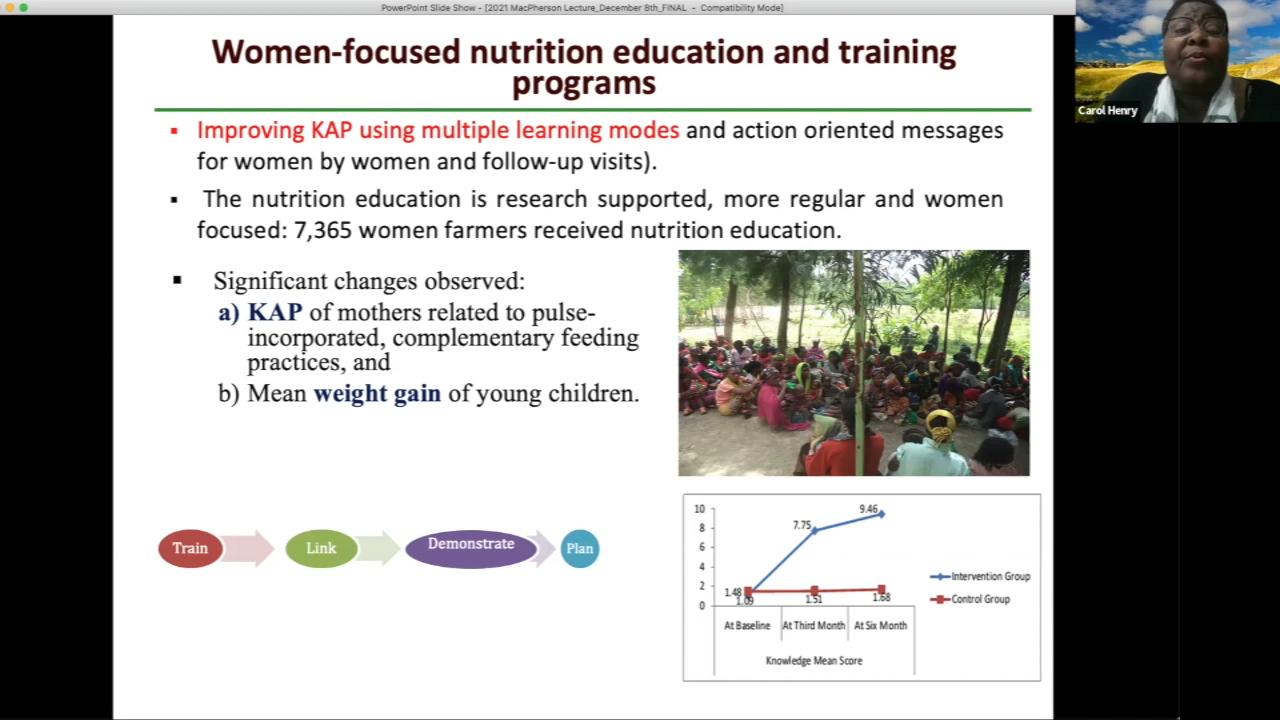 PowerPoint Slide Show - [2021 MacPherson Lecture_December 8th_FINAL - Compatibility Mode]
Carol Henry
Women-focused nutrition education and training
programs
▪ Improving KAP using multiple learning modes and action oriented messages
for women by women and follow-up visits).
▪ The nutrition education is research supported, more regular and women
focused: 7,365 women farmers received nutrition education.
▪ Significant changes observed:
a) KAP of mothers related to pulse-
incorporated, complementary feeding
practices, and
b) Mean weight gain of young children.
Train
Link
Demonstrate
Plan
10
8
6
4
2
0
7.75
9.46
1.48
1.09
1.51
1.68
At Baseline
At Third Month
At Six Month
Knowledge Mean Score
Intervention Group
Control Group